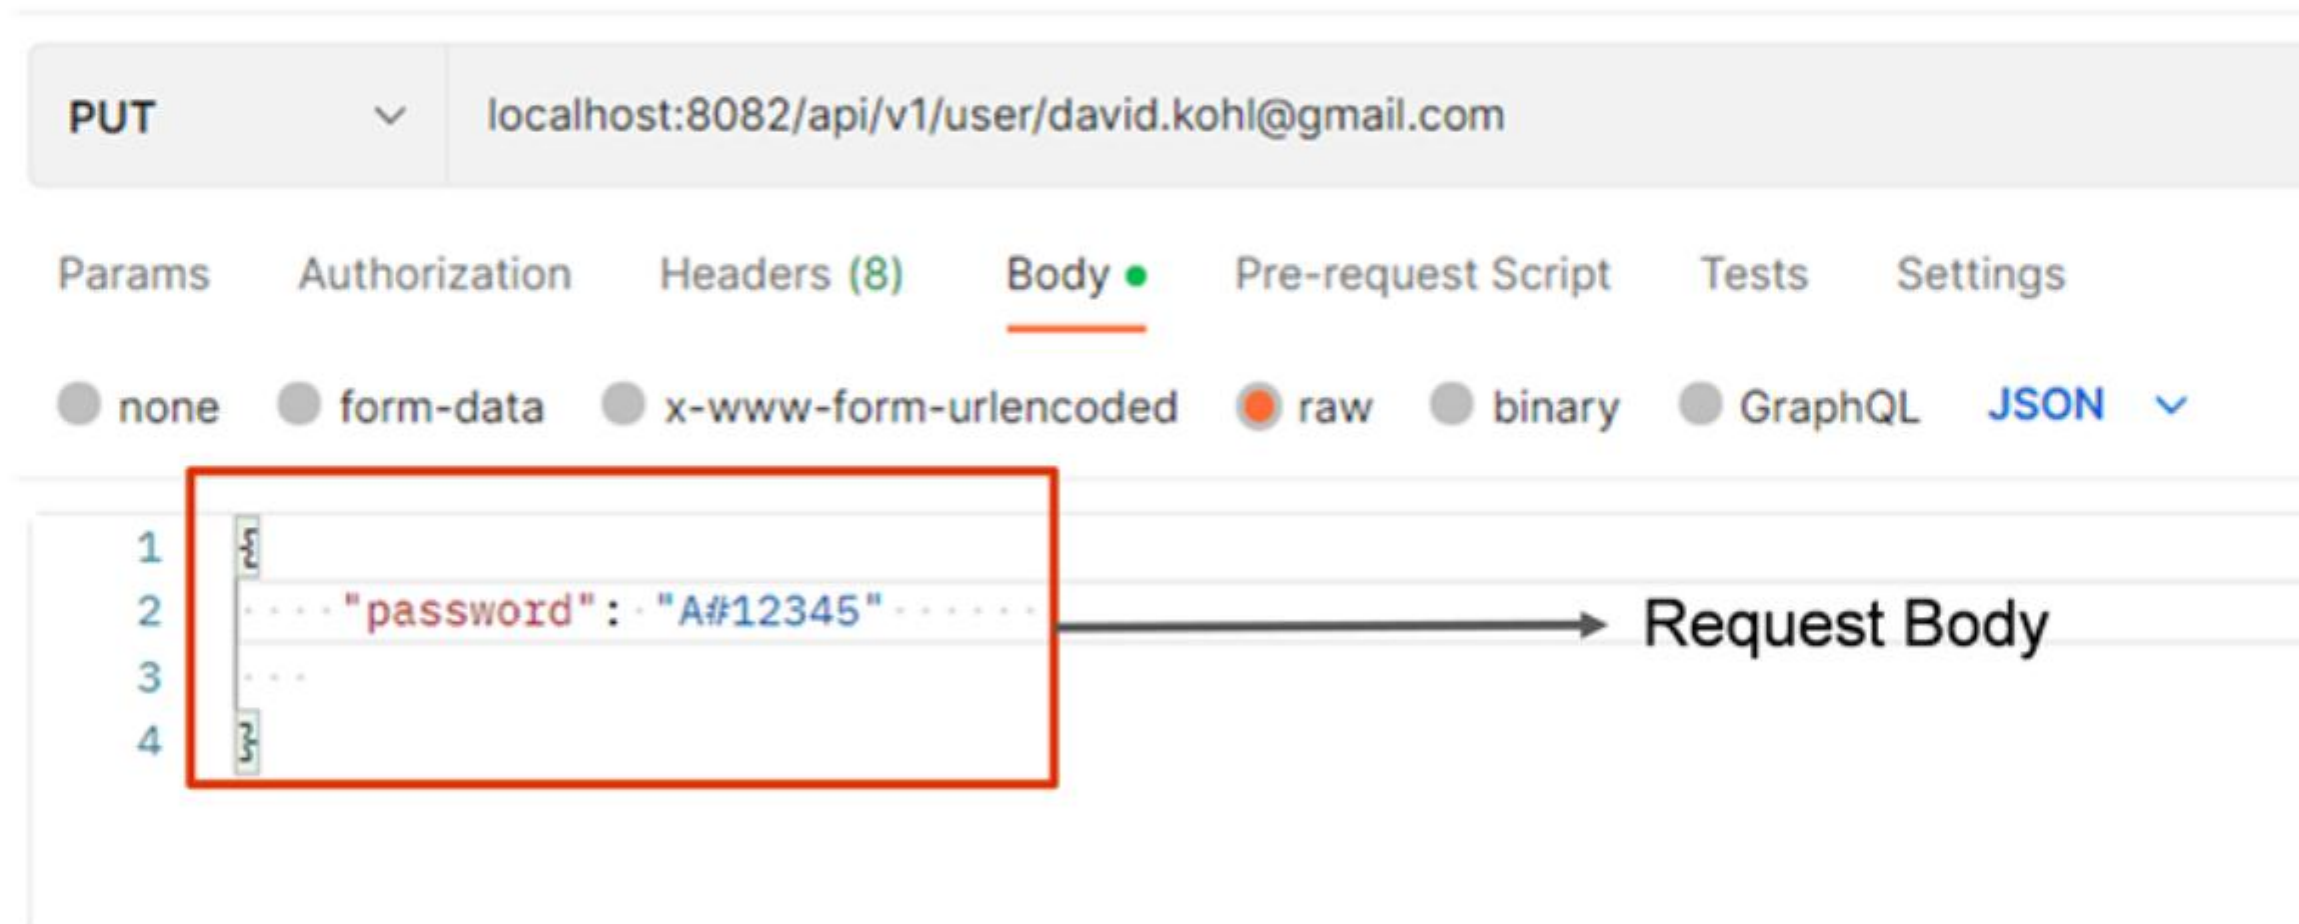 PUT localhost:8082/api/v1/user/david.kohl@gmail.com
Params Authorization Headers (8) Body Pre-request Script Tests Settings
none form-data x-www-form-urlencoded raw binary GraphQL JSON
1 {
2 "password": "A#12345" Request Body
3
4 }